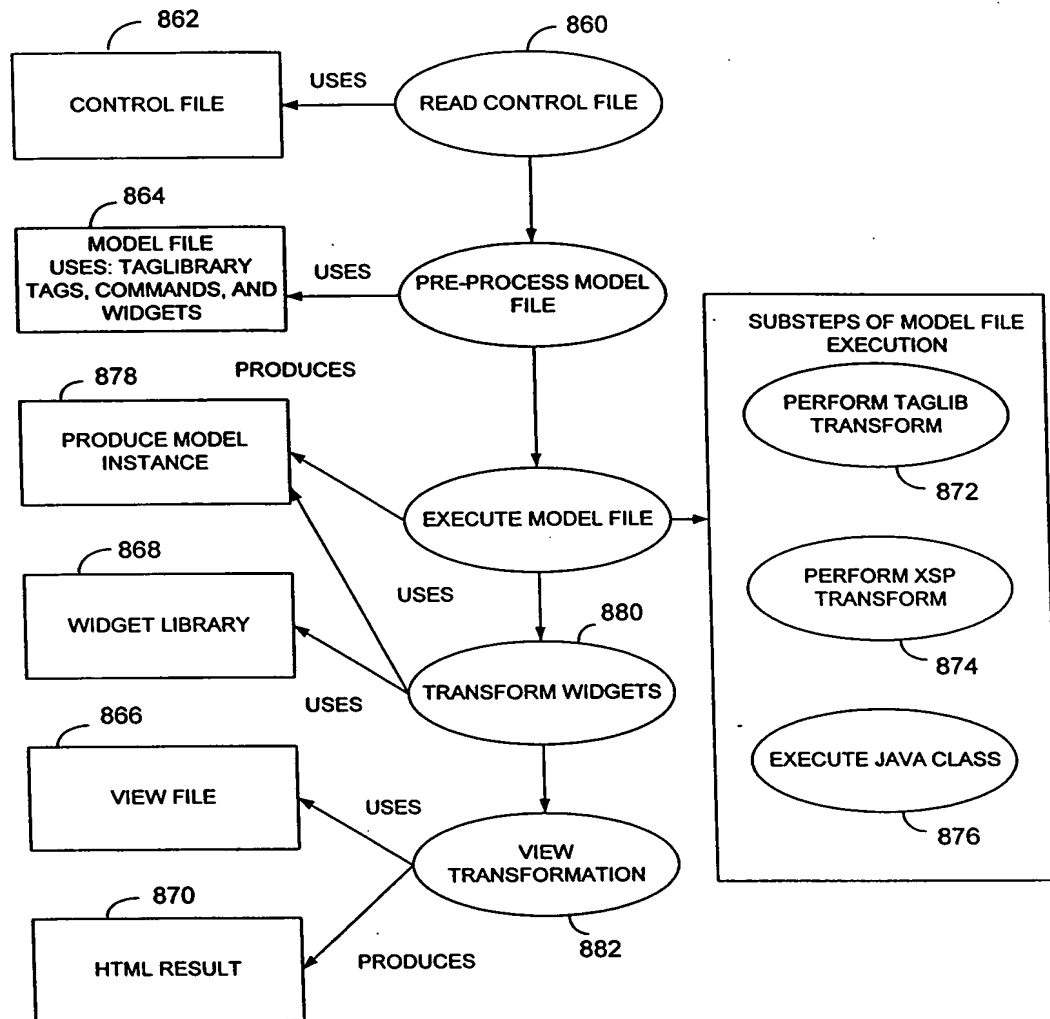 862
860
CONTROL FILE
USES
READ CONTROL FILE
864
MODEL FILE
USES: TAGLIBRARY
TAGS, COMMANDS, AND
WIDGETS
USES
PRE-PROCESS MODEL
FILE
SUBSTEPS OF MODEL FILE
EXECUTION
878
PRODUCES
PERFORM TAGLIB
TRANSFORM
872
PRODUCE MODEL
INSTANCE
EXECUTE MODEL FILE
868
USES
PERFORM XSP
TRANSFORM
874
WIDGET LIBRARY
880
TRANSFORM WIDGETS
USES
866
EXECUTE JAVA CLASS
876
VIEW FILE
USES
VIEW
TRANSFORMATION
882
870
HTML RESULT
PRODUCES